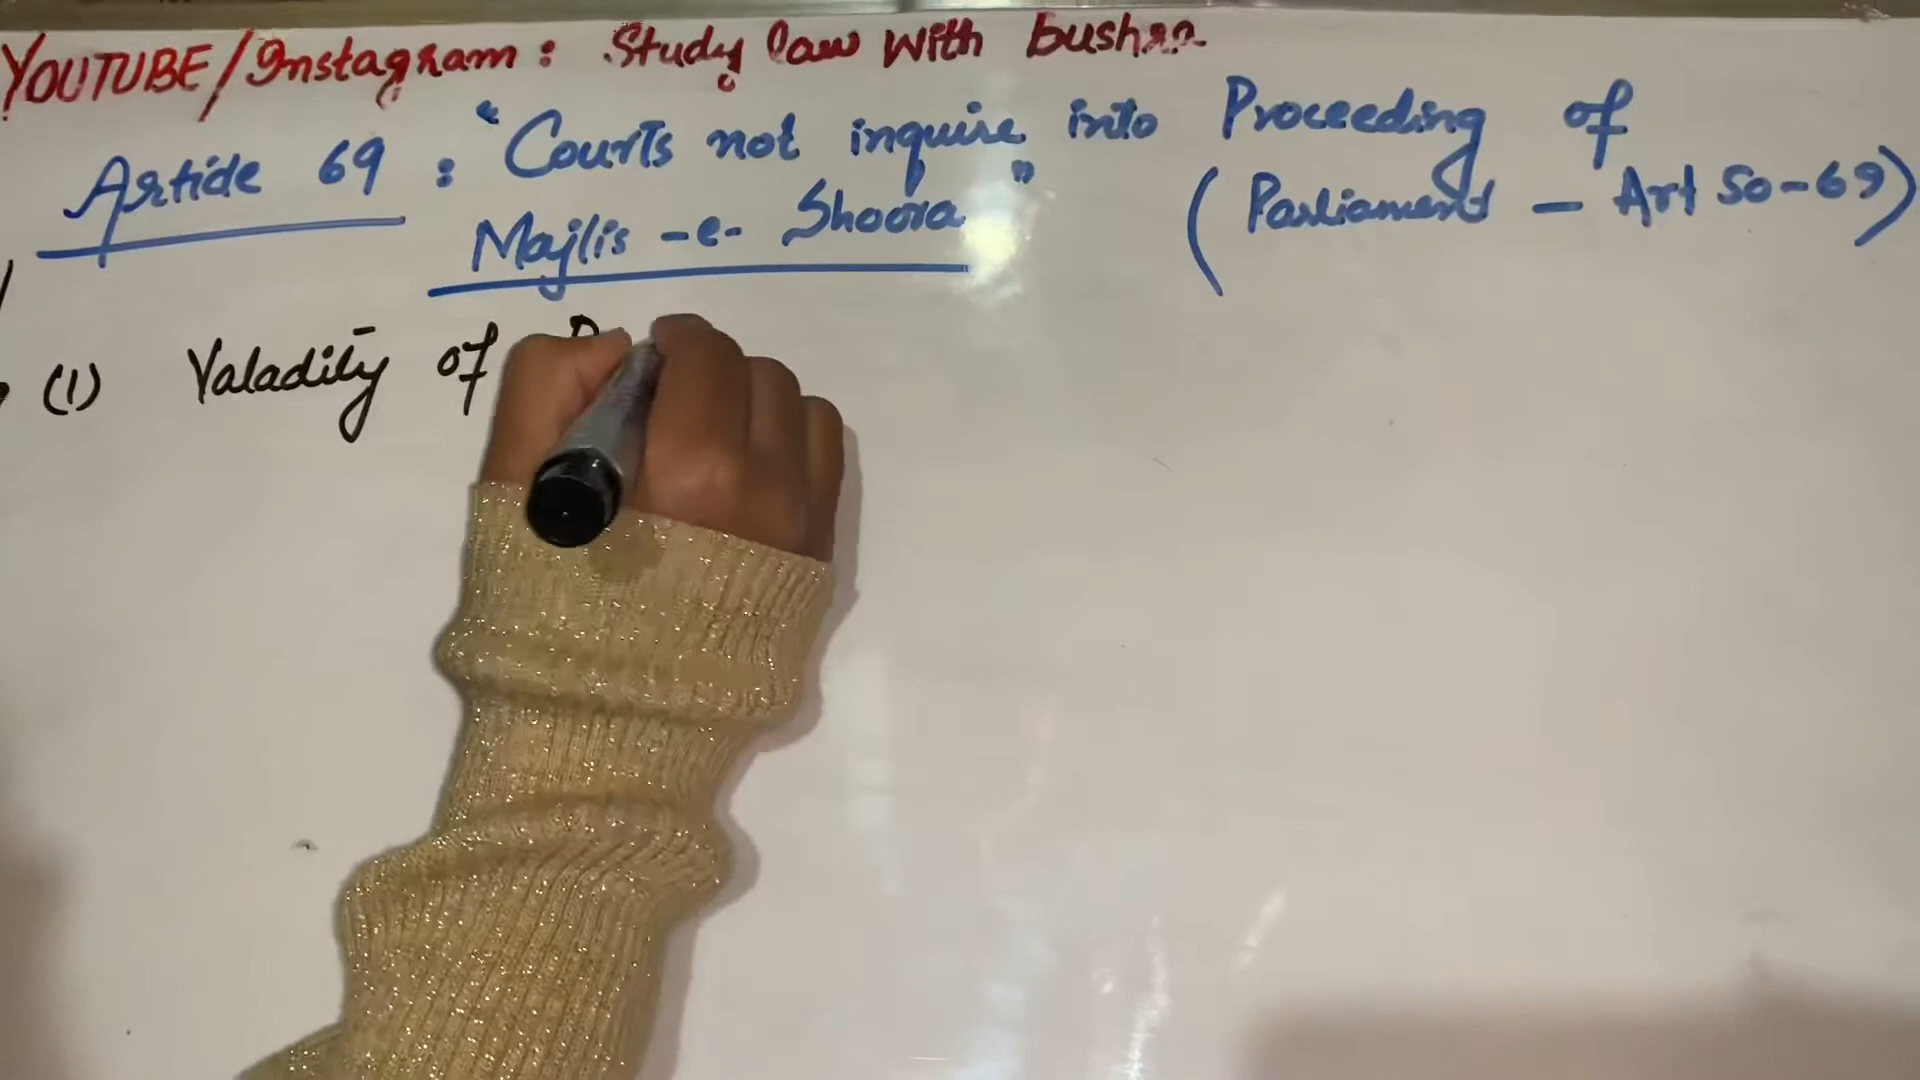 YOUTUBE/Instagram: Study law with bushra
Article 69: "Courts not inquire into Proceeding of
Majlis-e-Shoora" (Parliament - Art 50-69)
(1) Valadity of